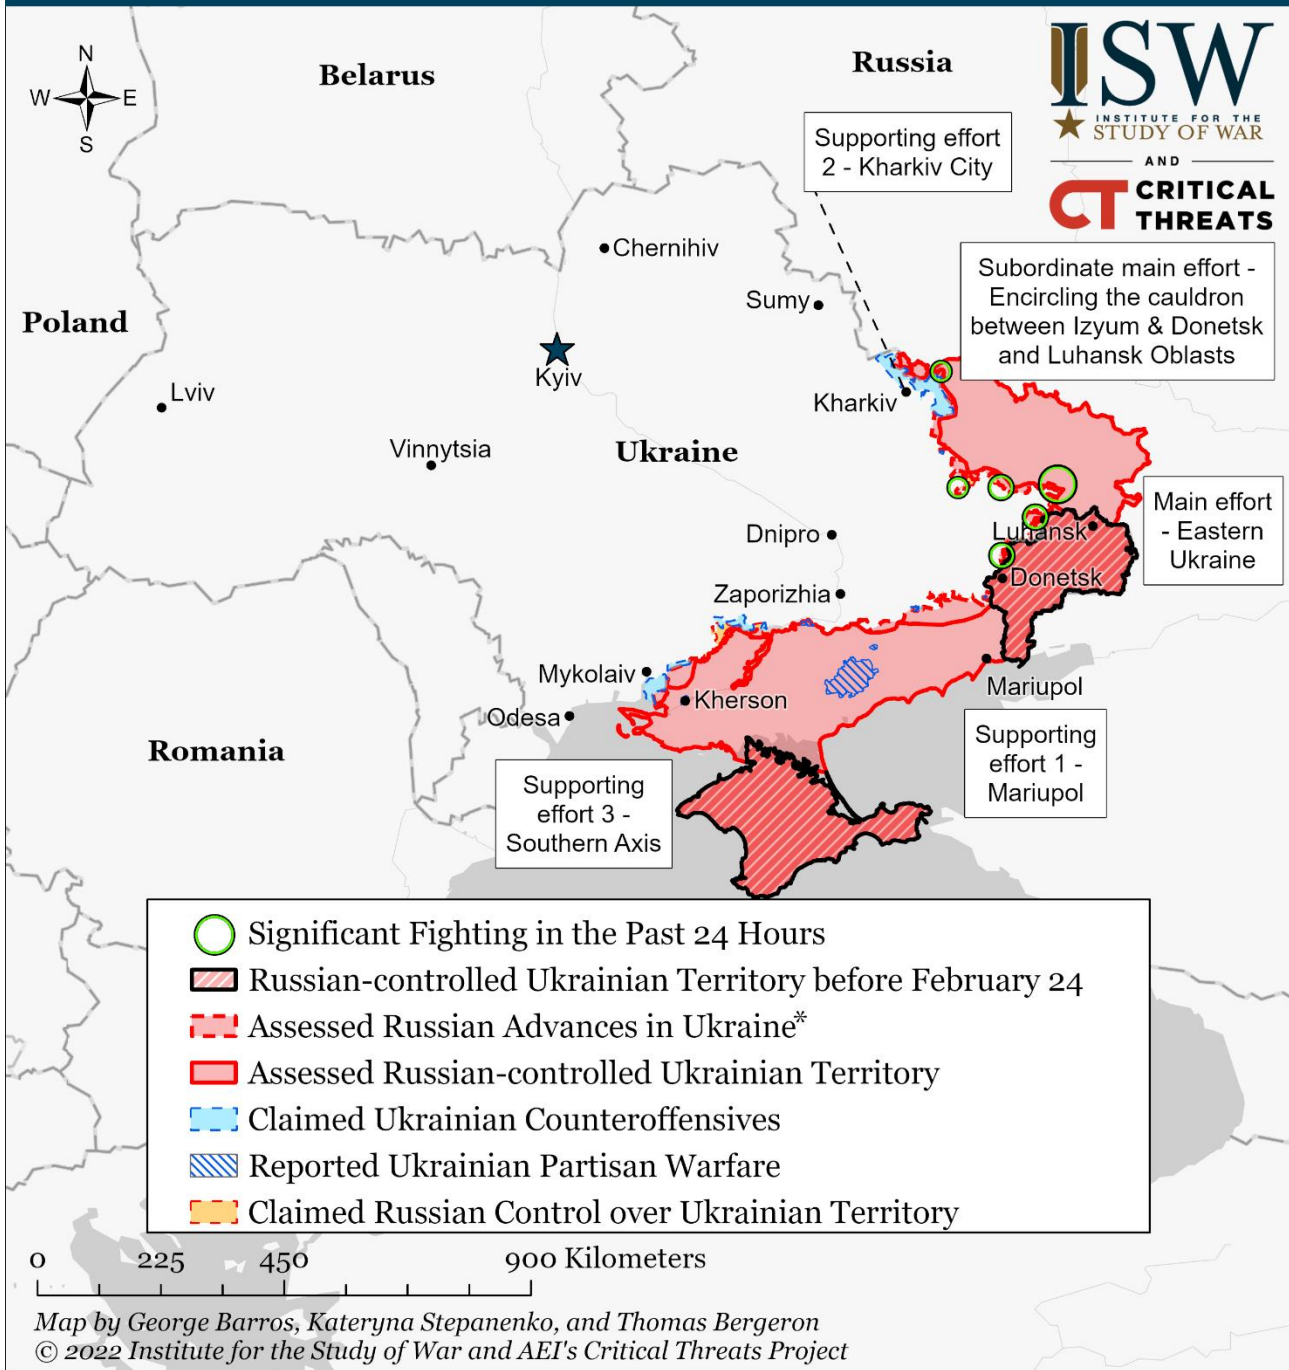 Belarus
Russia
N
W
E
S
ISW
INSTITUTE FOR THE
STUDY OF WAR
AND
CT CRITICAL
THREATS
Supporting effort
2 - Kharkiv City
Chernihiv
Sumy
Subordinate main effort -
Encircling the cauldron
between Izyum & Donetsk
and Luhansk Oblasts
Poland
Kyiv
Lviv
Kharkiv
Vinnytsia
Ukraine
Main effort
- Eastern
Ukraine
Dnipro
Luhansk
Donetsk
Zaporizhia
Mykolaiv
Kherson
Mariupol
Odesa
Romania
Supporting
effort 1 -
Mariupol
Supporting
effort 3 -
Southern Axis
Significant Fighting in the Past 24 Hours
Russian-controlled Ukrainian Territory before February 24
Assessed Russian Advances in Ukraine*
Assessed Russian-controlled Ukrainian Territory
Claimed Ukrainian Counteroffensives
Reported Ukrainian Partisan Warfare
Claimed Russian Control over Ukrainian Territory
0 225 450 900 Kilometers
Map by George Barros, Kateryna Stepanenko, and Thomas Bergeron
© 2022 Institute for the Study of War and AEI's Critical Threats Project